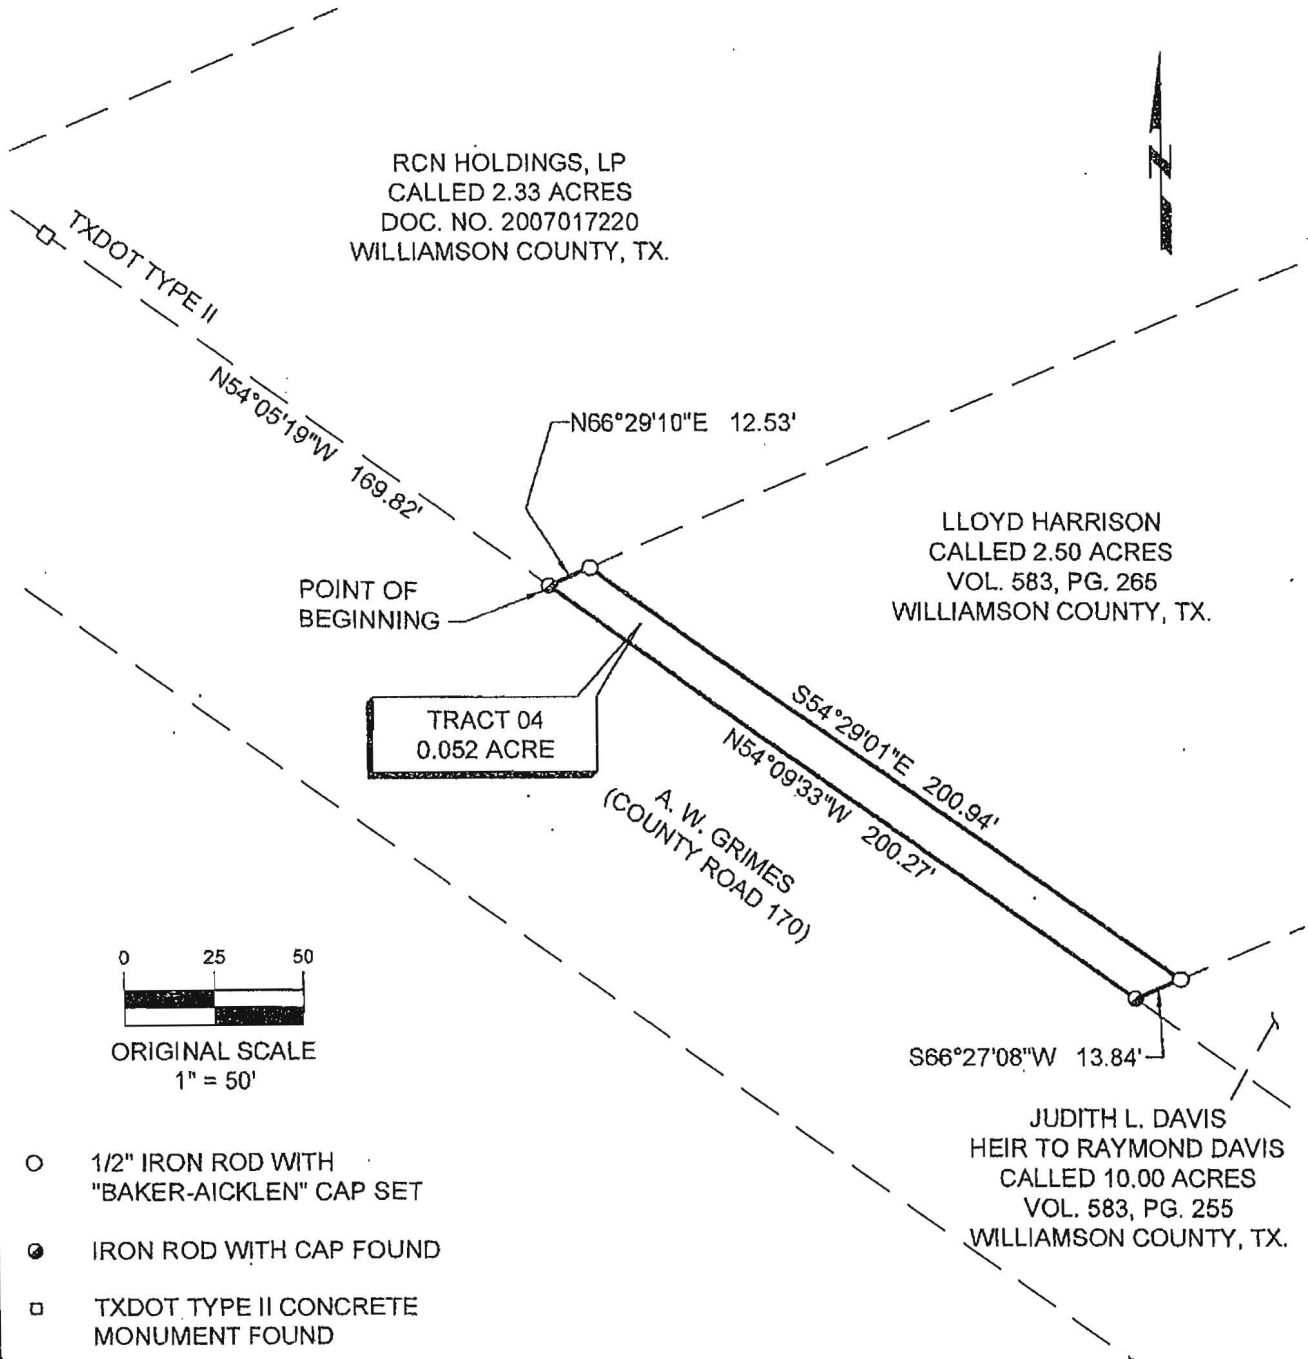 RCN HOLDINGS, LP
CALLED 2.33 ACRES
DOC. NO. 2007017220
WILLIAMSON COUNTY, TX.
N
TXDOT TYPE II
N54°05'19"W 169.82'
N66°29'10"E 12.53'
LLOYD HARRISON
CALLED 2.50 ACRES
VOL. 583, PG. 265
WILLIAMSON COUNTY, TX.
POINT OF
BEGINNING
TRACT 04
0.052 ACRE
S54°29'01"E 200.94'
N54°09'33"W 200.27'
A. W. GRIMES
(COUNTY ROAD 170)
0 25 50
ORIGINAL SCALE
1" = 50'
S66°27'08"W 13.84'
JUDITH L. DAVIS
HEIR TO RAYMOND DAVIS
CALLED 10.00 ACRES
VOL. 583, PG. 255
WILLIAMSON COUNTY, TX.
1/2" IRON ROD WITH
"BAKER-AICKLEN" CAP SET
IRON ROD WITH CAP FOUND
TXDOT TYPE II CONCRETE
MONUMENT FOUND